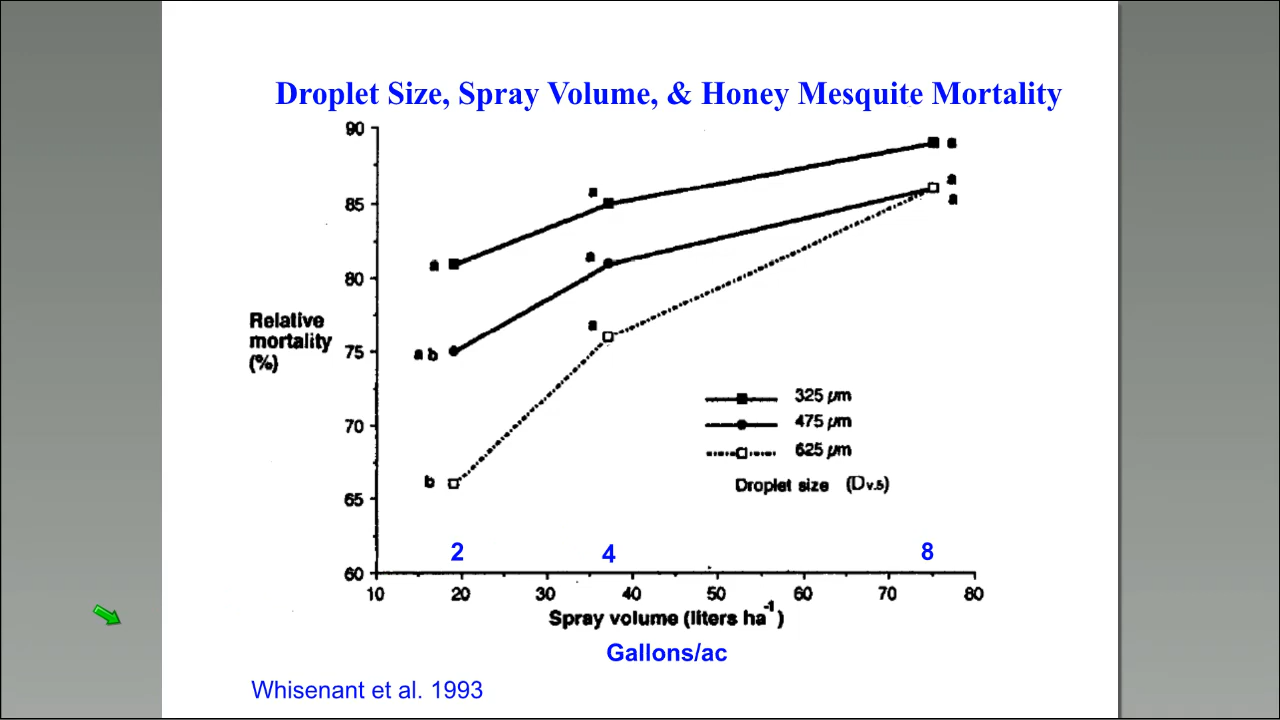 Droplet Size, Spray Volume, & Honey Mesquite Mortality
90
85
80
75
70
65
60
Relative
mortality
(%)
a
a
a
a b
a
a
a
b
a
a
325 µm
475 µm
625 µm
Droplet size (Dv.5)
2 4 8
10 20 30 40 50 60 70 80
Spray volume (liters ha-1)
Gallons/ac
Whisenant et al. 1993